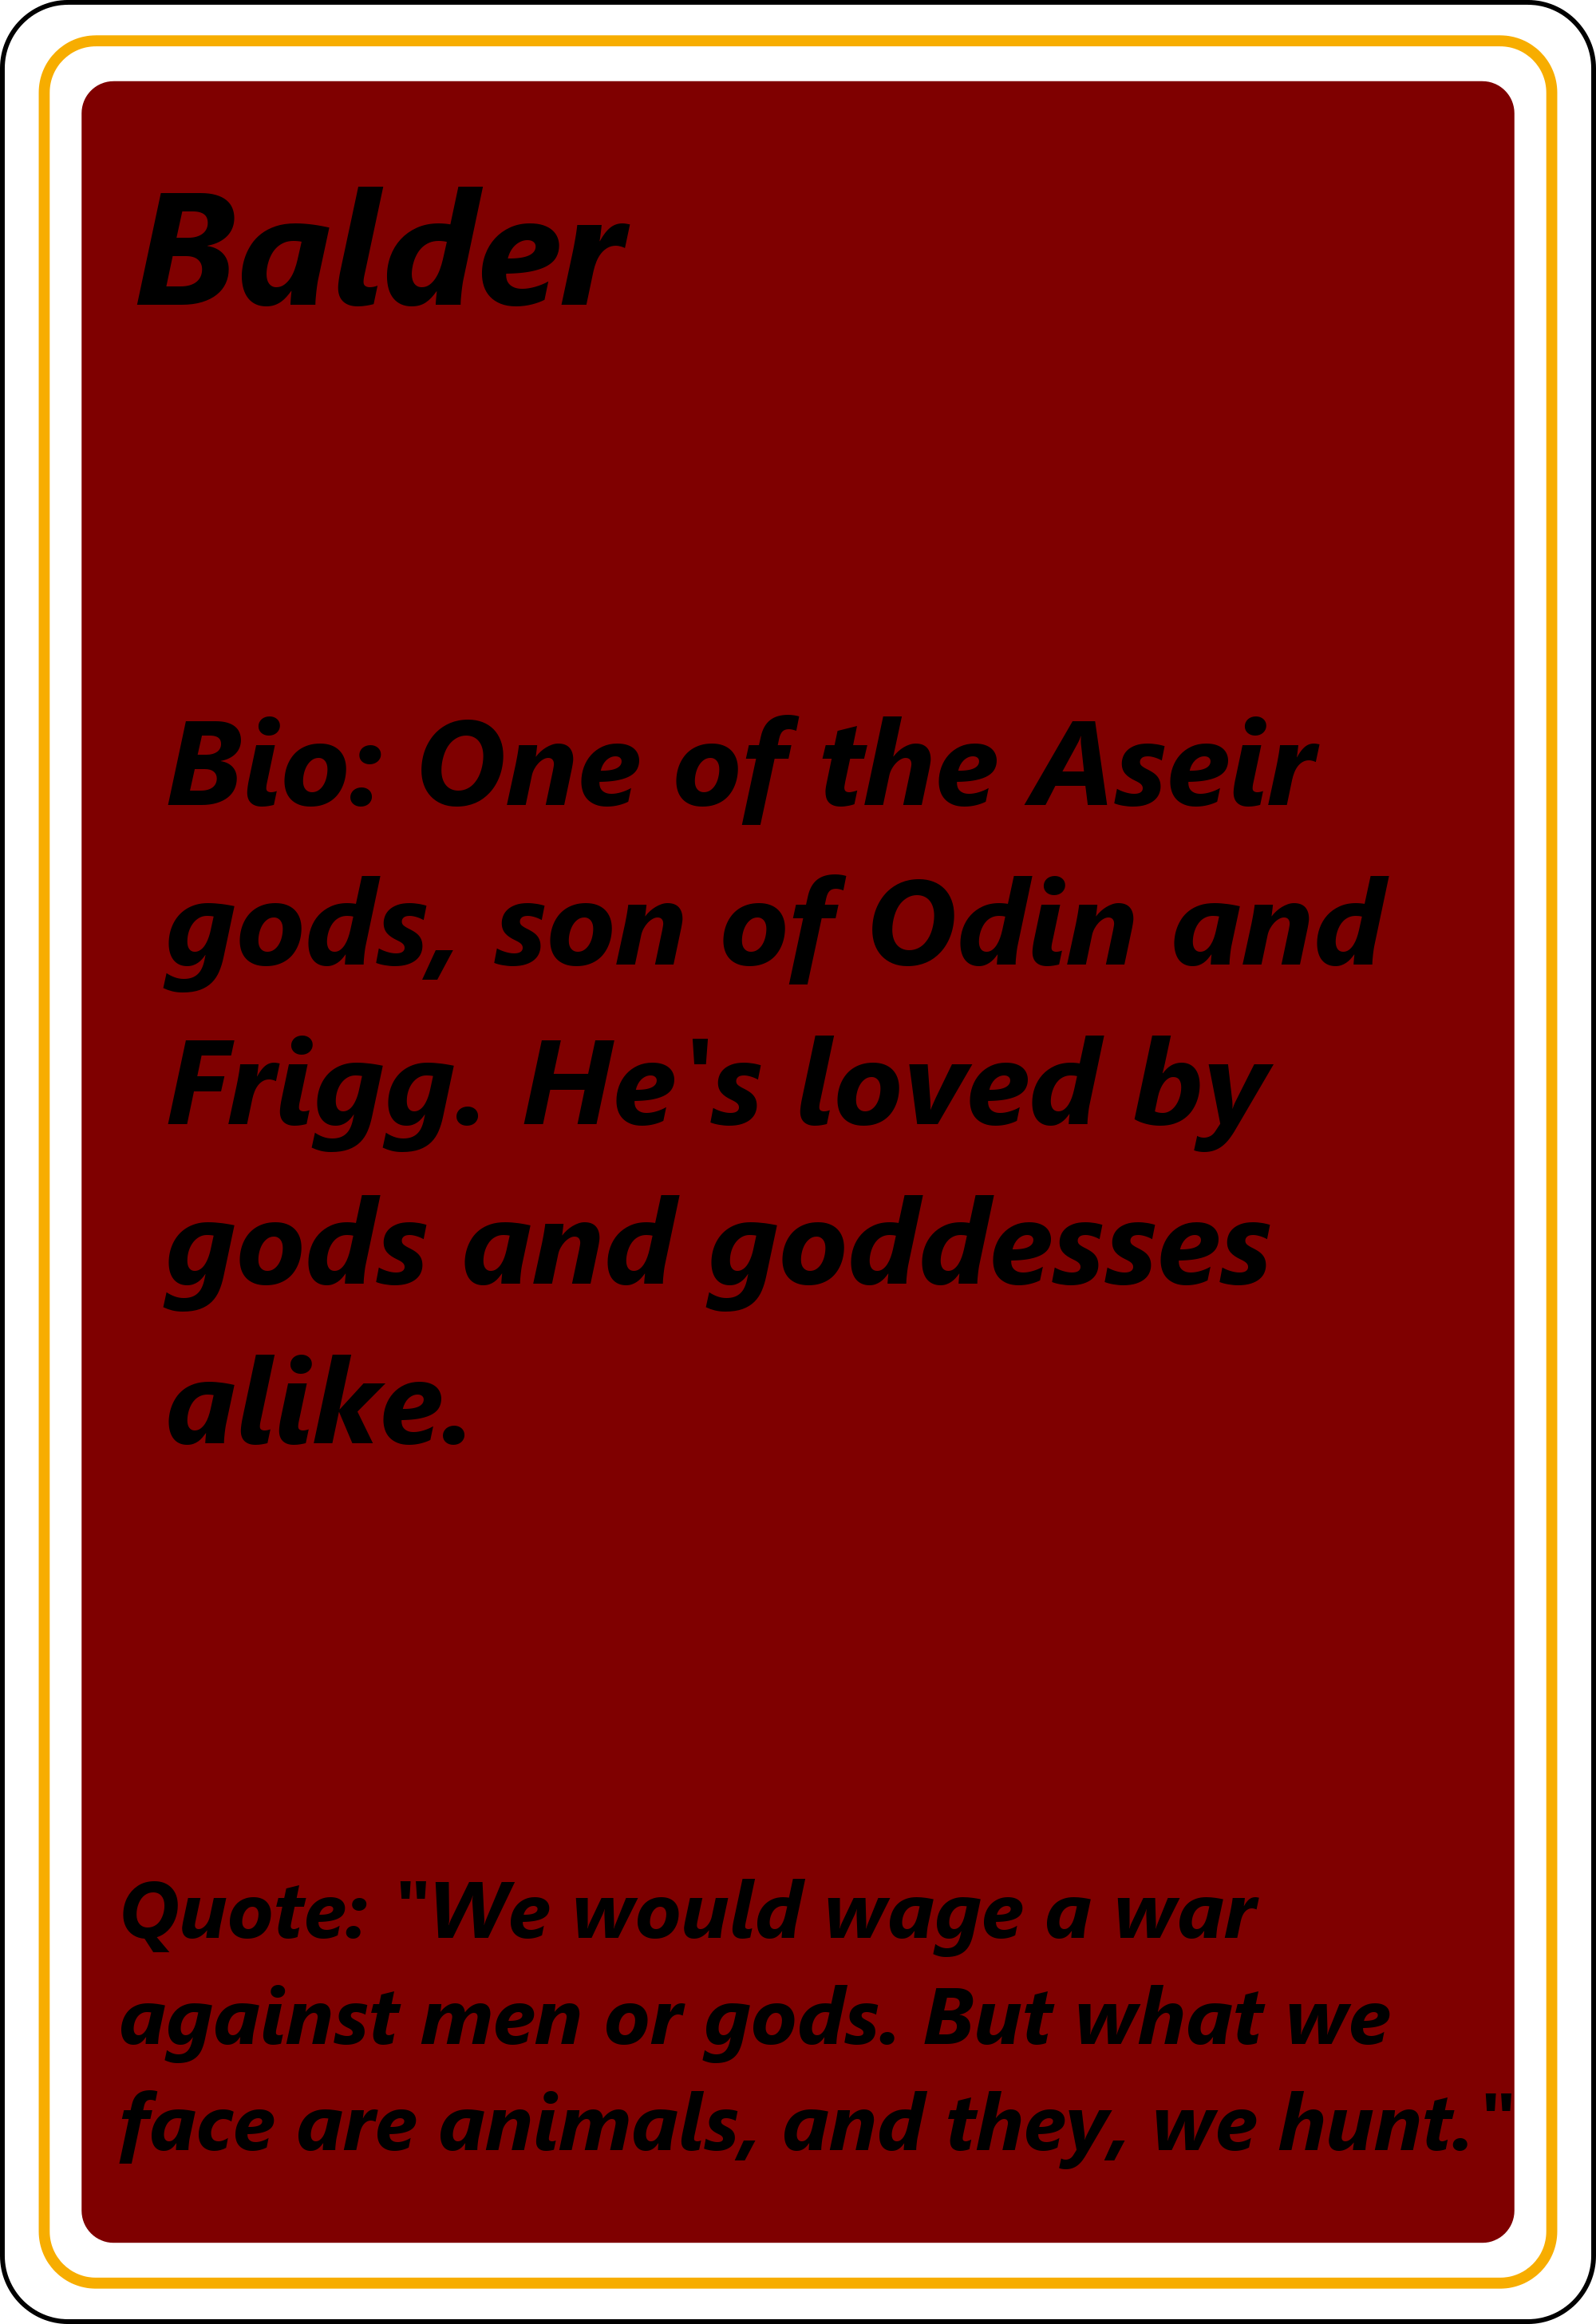 Balder
Bio: One of the Aseir
gods, son of Odin and
Frigg. He's loved by
gods and goddesses
alike.
Quote: "We would wage a war
against men or gods. But what we
face are animals, and they, we hunt."